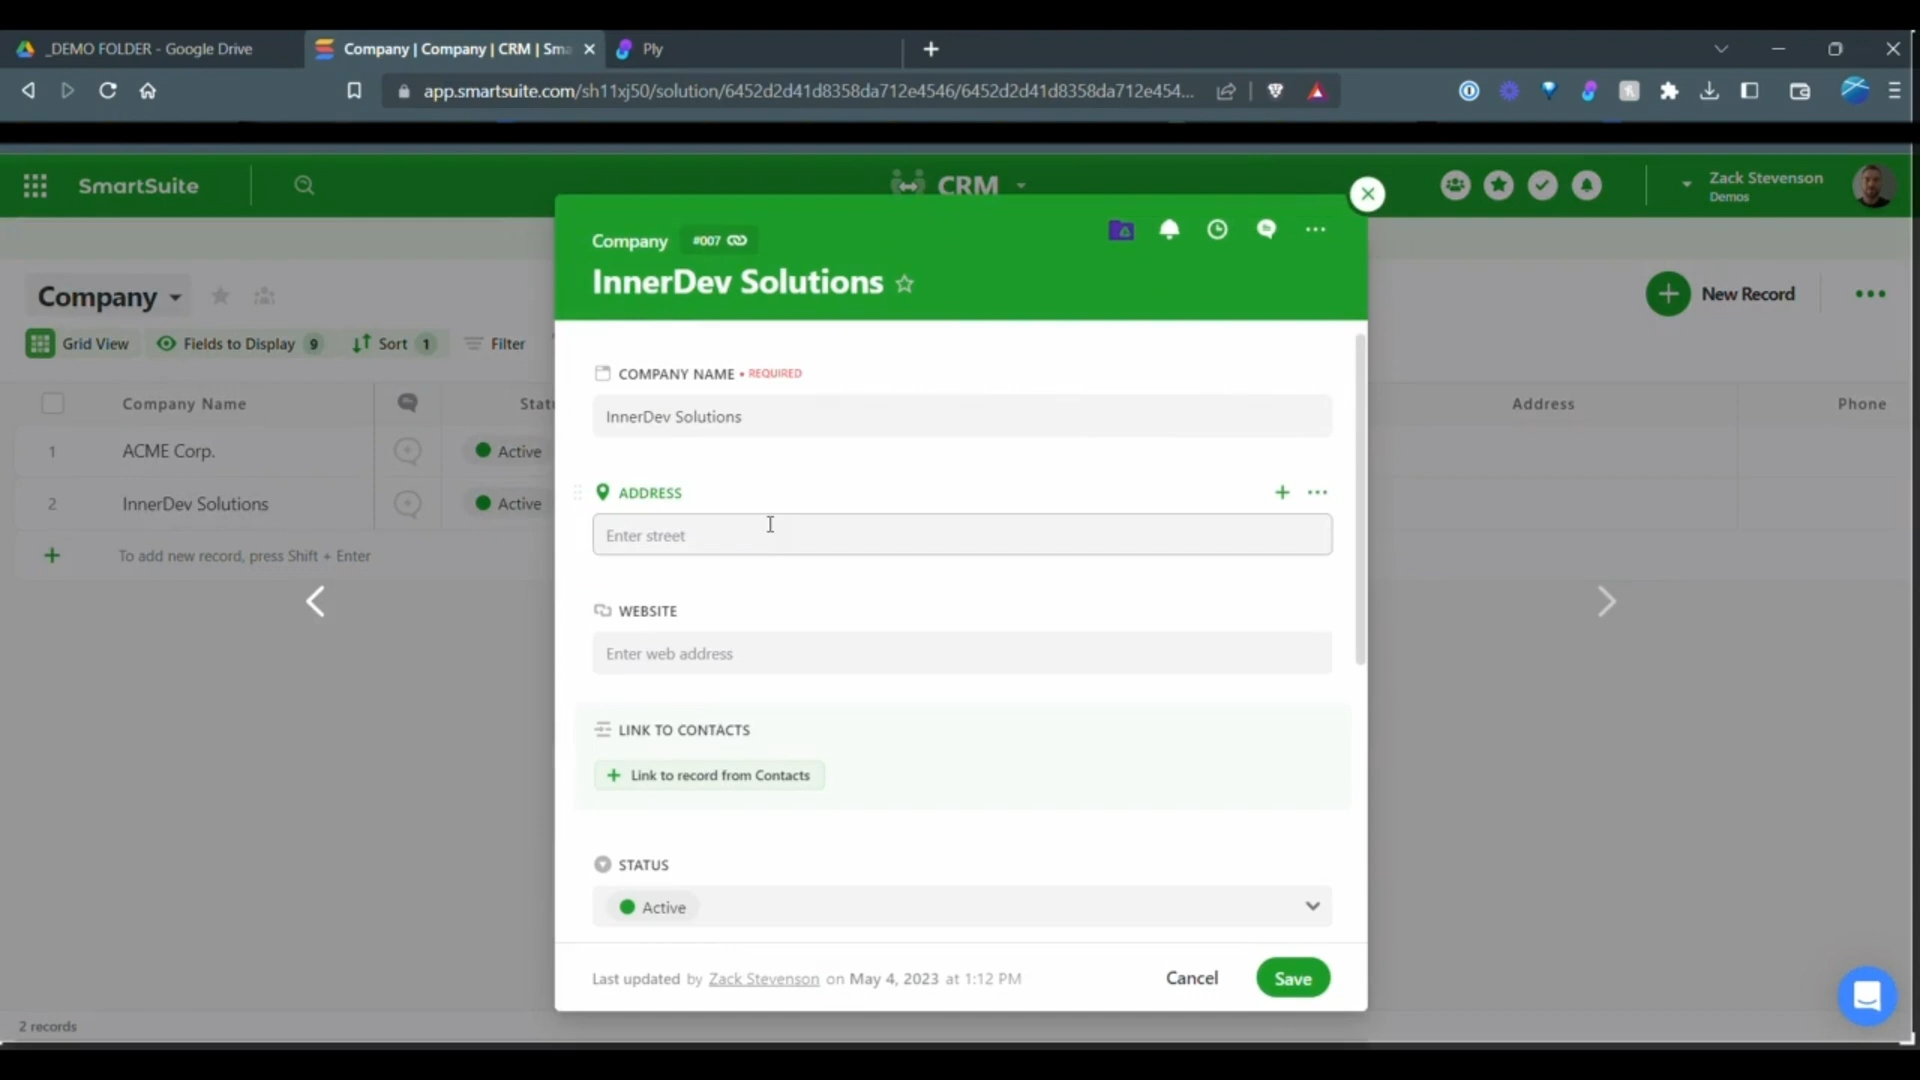 _DEMO FOLDER - Google Drive
Company | Company | CRM | Sma
Ply
app.smartsuite.com/sh11xj50/solution/6452d2d41d8358da712e4546/6452d2d41d8358da712e454...
SmartSuite
CRM
Zack Stevenson
Demos
Company #007
InnerDev Solutions
Company
New Record
Grid View
Fields to Display 9
Sort 1
Filter
COMPANY NAME • REQUIRED
InnerDev Solutions
Company Name
Statu
Address
Phone
1 ACME Corp. Active
2 InnerDev Solutions Active
To add new record, press Shift + Enter
ADDRESS
Enter street
WEBSITE
Enter web address
LINK TO CONTACTS
Link to record from Contacts
STATUS
Active
Last updated by Zack Stevenson on May 4, 2023 at 1:12 PM
Cancel
Save
2 records